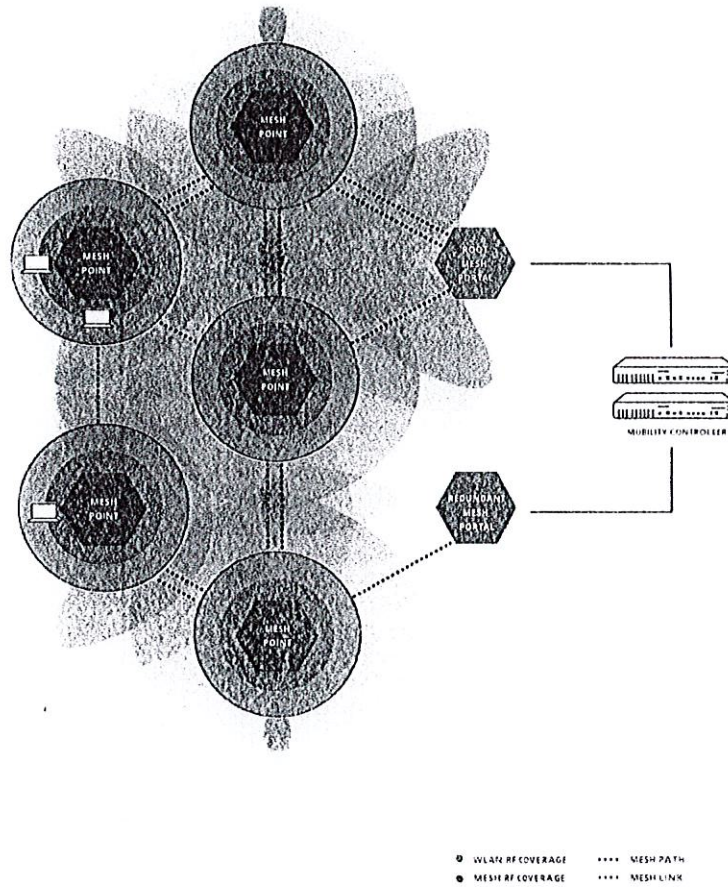 MESH
POINT
MESH
POINT
ROOT
MESH
PORTAL
MESH
POINT
MOBILITY CONTROLLER
MESH
POINT
REDUNDANT
MESH
PORTAL
MESH
POINT
WLAN RF COVERAGE
MESH PATH
MESH RF COVERAGE
MESH LINK